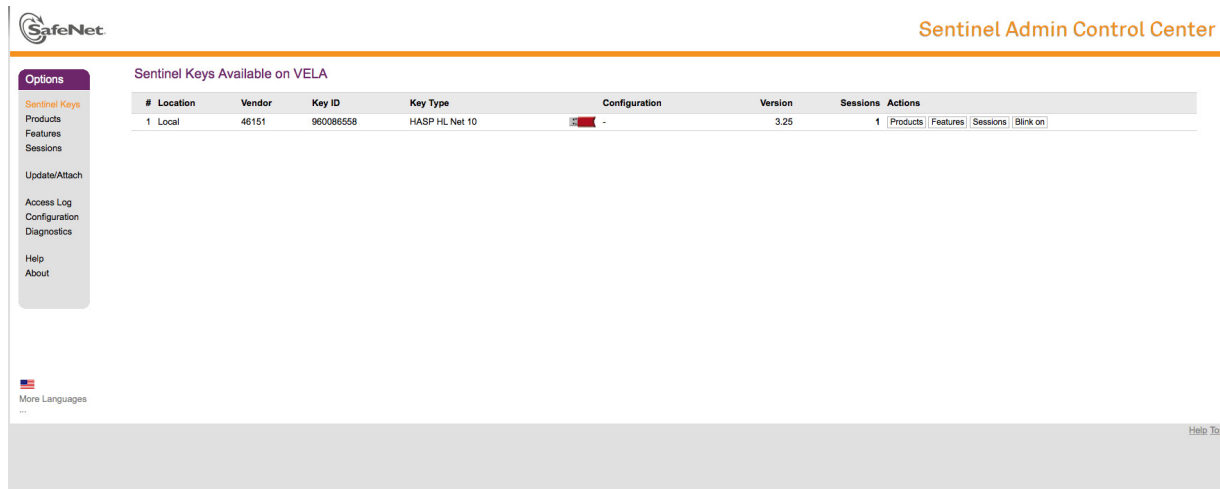 SafeNet.
Sentinel Admin Control Center
Options
Sentinel Keys
Products
Features
Sessions
Update/Attach
Access Log
Configuration
Diagnostics
Help
About
More Languages
...
Sentinel Keys Available on VELA
# Location Vendor Key ID Key Type Configuration Version Sessions Actions
1 Local 46151 960086558 HASP HL Net 10 - 3.25 1 Products Features Sessions Blink on
Help To